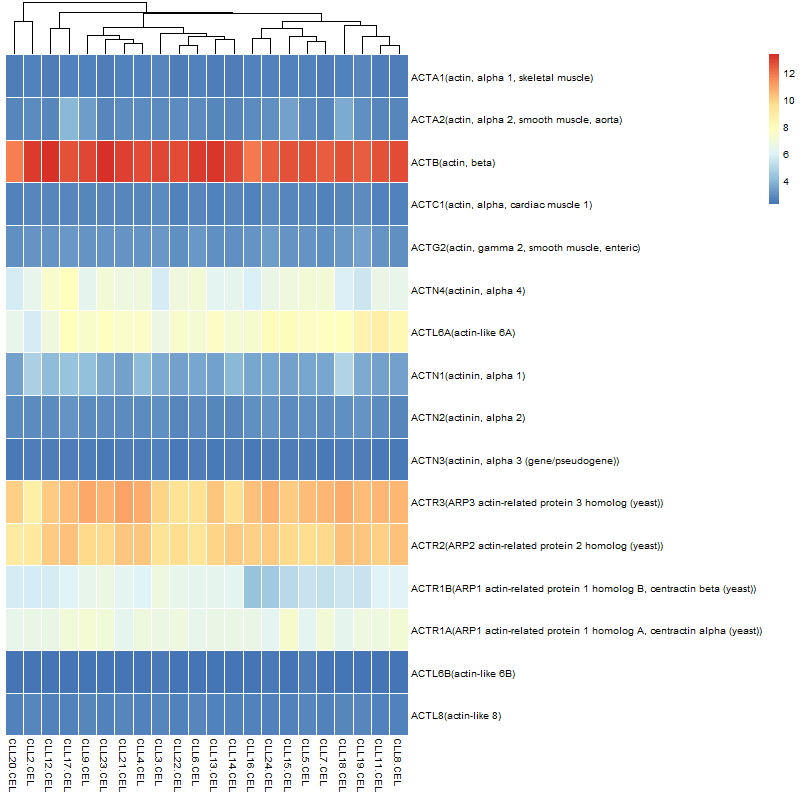 ACTA1(actin, alpha 1, skeletal muscle)
ACTA2(actin, alpha 2, smooth muscle, aorta)
ACTB(actin, beta)
ACTC1(actin, alpha, cardiac muscle 1)
ACTG2(actin, gamma 2, smooth muscle, enteric)
ACTN4(actinin, alpha 4)
ACTL6A(actin-like 6A)
ACTN1(actinin, alpha 1)
ACTN2(actinin, alpha 2)
ACTN3(actinin, alpha 3 (gene/pseudogene))
ACTR3(ARP3 actin-related protein 3 homolog (yeast))
ACTR2(ARP2 actin-related protein 2 homolog (yeast))
ACTR1B(ARP1 actin-related protein 1 homolog B, centractin beta (yeast))
ACTR1A(ARP1 actin-related protein 1 homolog A, centractin alpha (yeast))
ACTL6B(actin-like 6B)
ACTL8(actin-like 8)
12
10
8
6
4
CLL20.CEL
CLL2.CEL
CLL12.CEL
CLL17.CEL
CLL9.CEL
CLL23.CEL
CLL21.CEL
CLL4.CEL
CLL3.CEL
CLL22.CEL
CLL6.CEL
CLL13.CEL
CLL14.CEL
CLL16.CEL
CLL24.CEL
CLL15.CEL
CLL5.CEL
CLL7.CEL
CLL18.CEL
CLL19.CEL
CLL11.CEL
CLL8.CEL